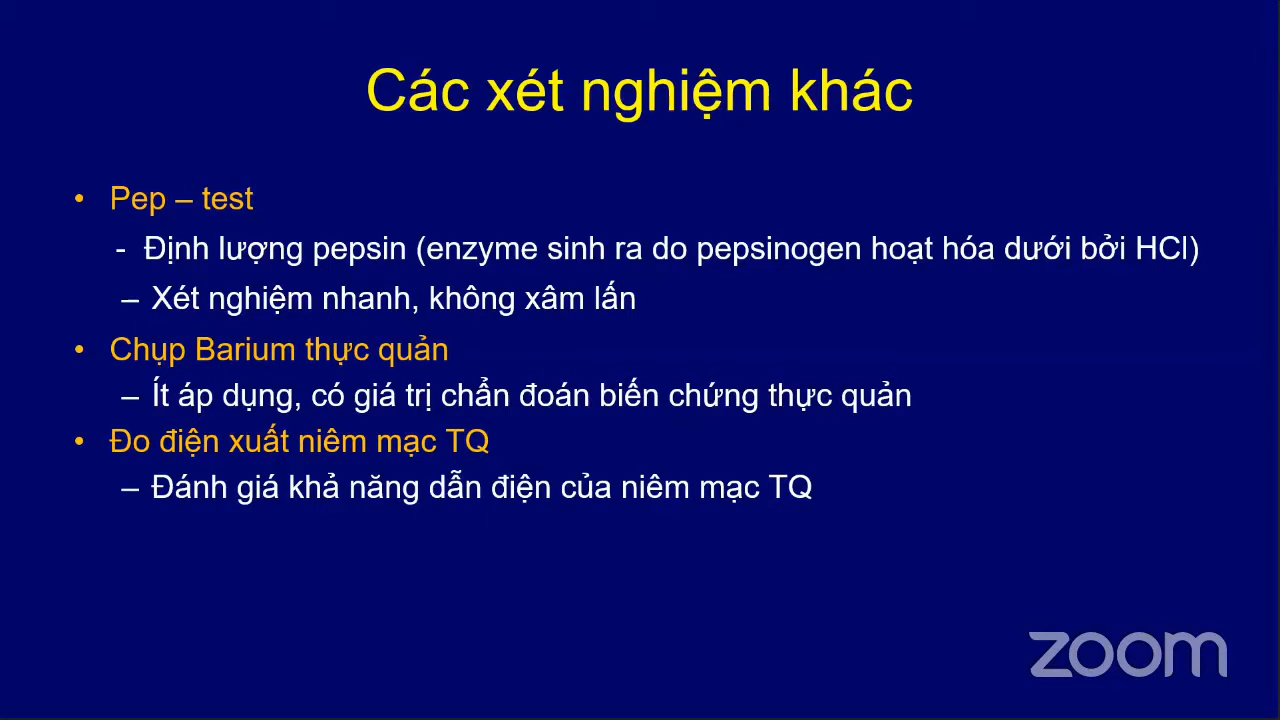 Các xét nghiệm khác
• Pep – test
- Định lượng pepsin (enzyme sinh ra do pepsinogen hoạt hóa dưới bởi HCl)
– Xét nghiệm nhanh, không xâm lấn
• Chụp Barium thực quản
– Ít áp dụng, có giá trị chẩn đoán biến chứng thực quản
• Đo điện xuất niêm mạc TQ
– Đánh giá khả năng dẫn điện của niêm mạc TQ
zoom